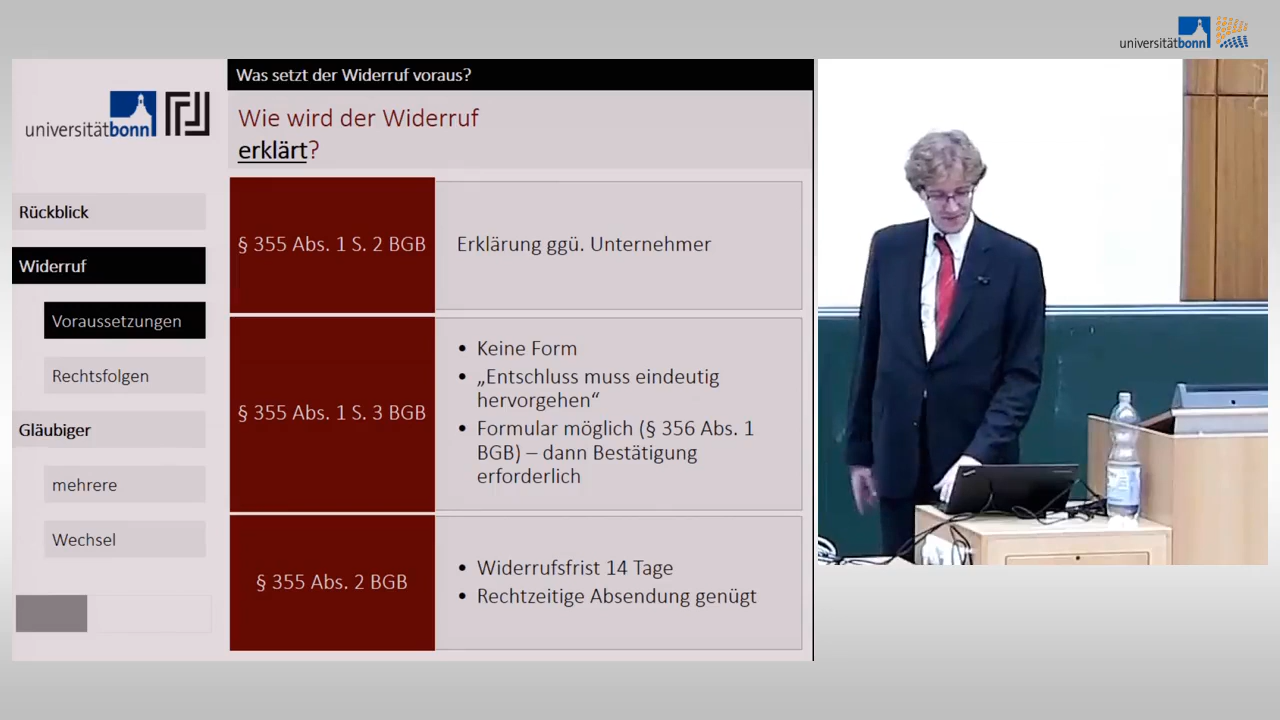 universitätbonn
Was setzt der Widerruf voraus?
universitätbonn
Wie wird der Widerruf
erklärt?
Rückblick
Widerruf
Voraussetzungen
Rechtsfolgen
Gläubiger
mehrere
Wechsel
§ 355 Abs. 1 S. 2 BGB
Erklärung ggü. Unternehmer
§ 355 Abs. 1 S. 3 BGB
• Keine Form
• „Entschluss muss eindeutig
hervorgehen“
• Formular möglich (§ 356 Abs. 1
BGB) – dann Bestätigung
erforderlich
§ 355 Abs. 2 BGB
• Widerrufsfrist 14 Tage
• Rechtzeitige Absendung genügt